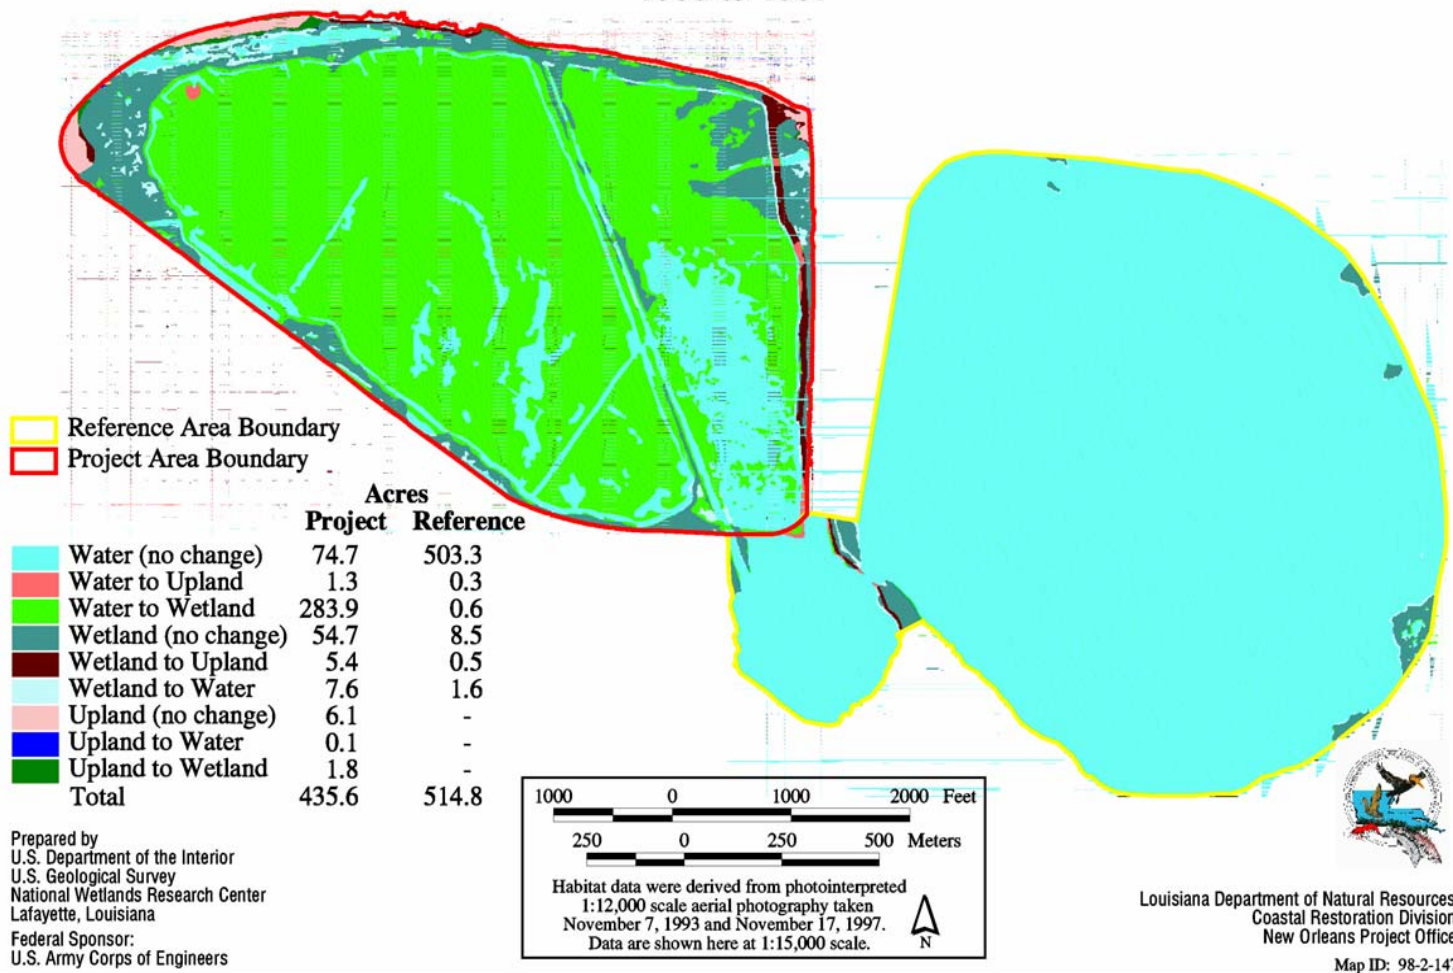 Reference Area Boundary
Project Area Boundary
Acres
Project Reference
Water (no change) 74.7 503.3
Water to Upland 1.3 0.3
Water to Wetland 283.9 0.6
Wetland (no change) 54.7 8.5
Wetland to Upland 5.4 0.5
Wetland to Water 7.6 1.6
Upland (no change) 6.1 -
Upland to Water 0.1 -
Upland to Wetland 1.8 -
Total 435.6 514.8
Prepared by
U.S. Department of the Interior
U.S. Geological Survey
National Wetlands Research Center
Lafayette, Louisiana
Federal Sponsor:
U.S. Army Corps of Engineers
1000 0 1000 2000 Feet
250 0 250 500 Meters
Habitat data were derived from photointerpreted
1:12,000 scale aerial photography taken
November 7, 1993 and November 17, 1997.
Data are shown here at 1:15,000 scale.
N
Louisiana Department of Natural Resources
Coastal Restoration Division
New Orleans Project Office
Map ID: 98-2-147